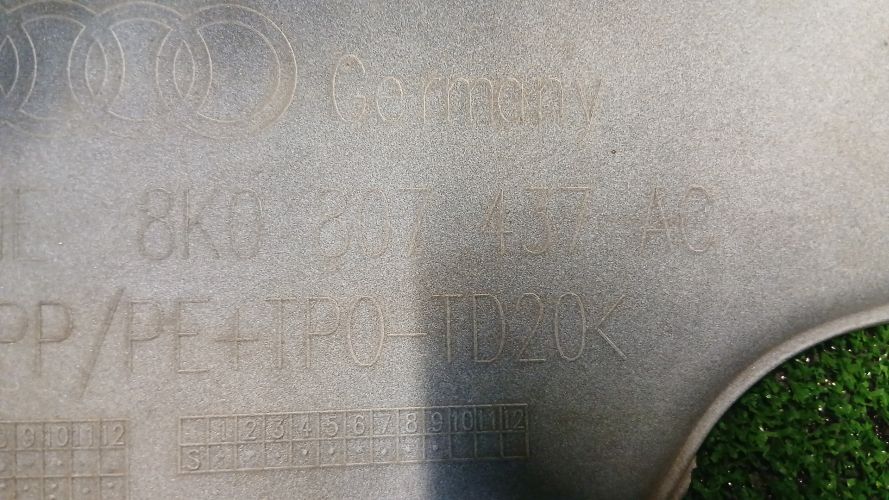 Germany
8K0 807 437 AC
PP/PE+TPO-TD20<
9 10 11 12
1 2 3 4 5 6 7 8 9 10 11 12
S